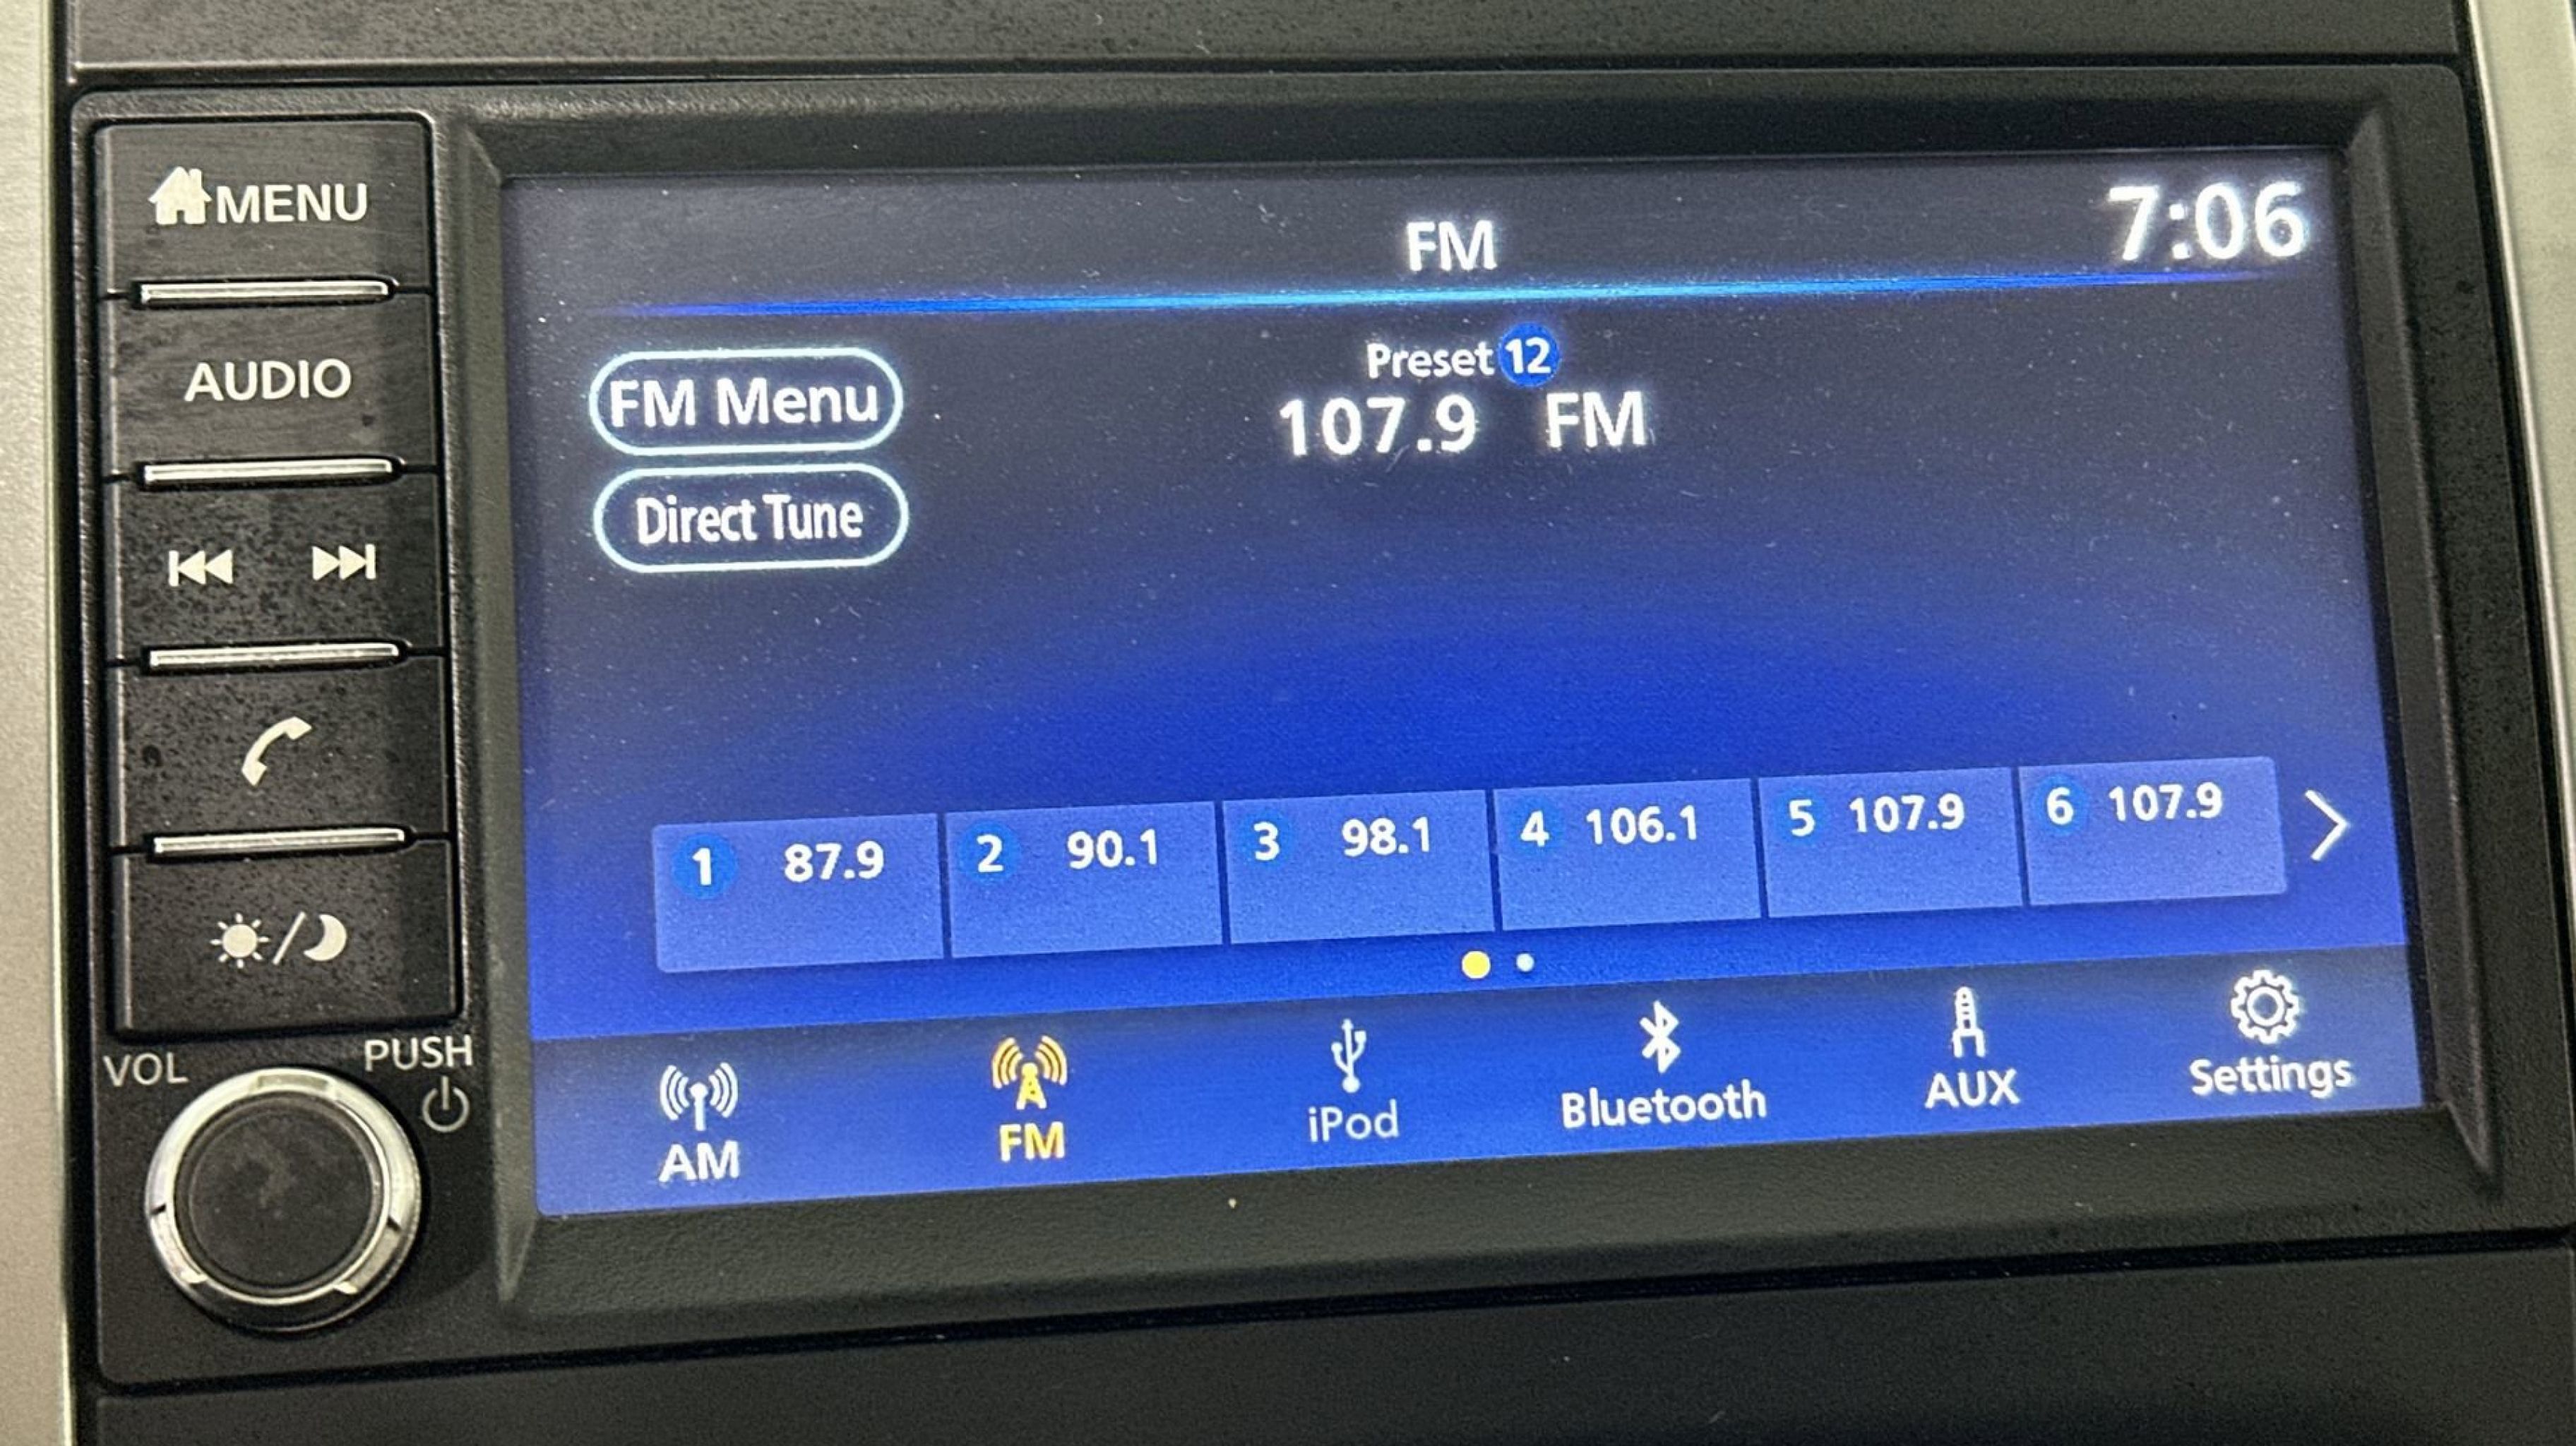 MENU
AUDIO
VOL
PUSH
FM
7:06
FM Menu
Direct Tune
Preset 12
107.9 FM
1 87.9
2 90.1
3 98.1
4 106.1
5 107.9
6 107.9
AM
FM
iPod
Bluetooth
AUX
Settings